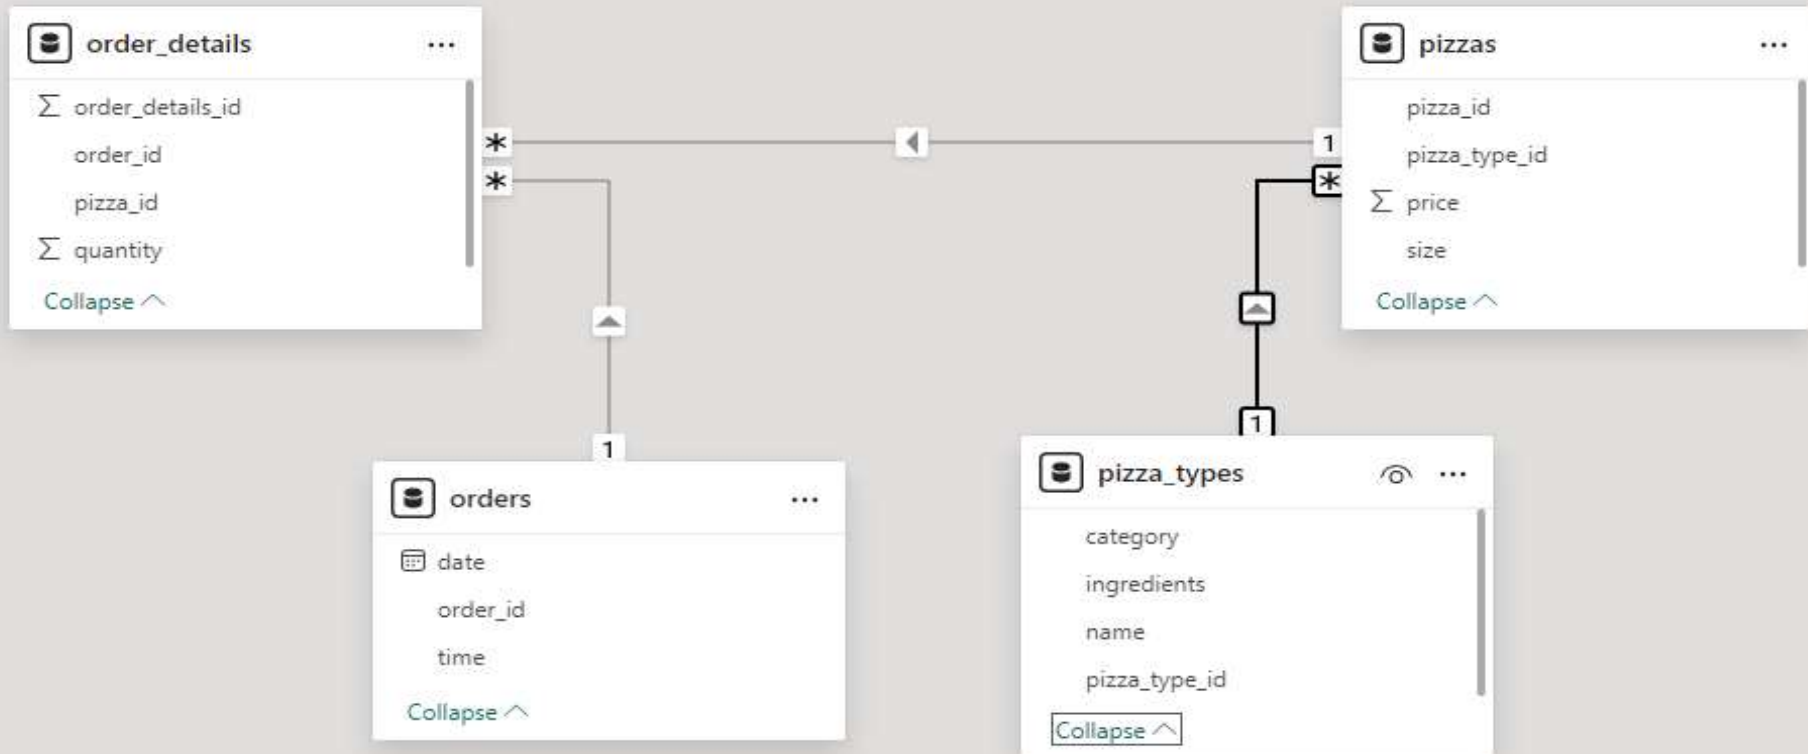 order_details
Σ order_details_id
order_id
pizza_id
Σ quantity
Collapse
pizzas
pizza_id
pizza_type_id
Σ price
size
Collapse
* 1
* *
1
1
orders
date
order_id
time
Collapse
pizza_types
category
ingredients
name
pizza_type_id
Collapse